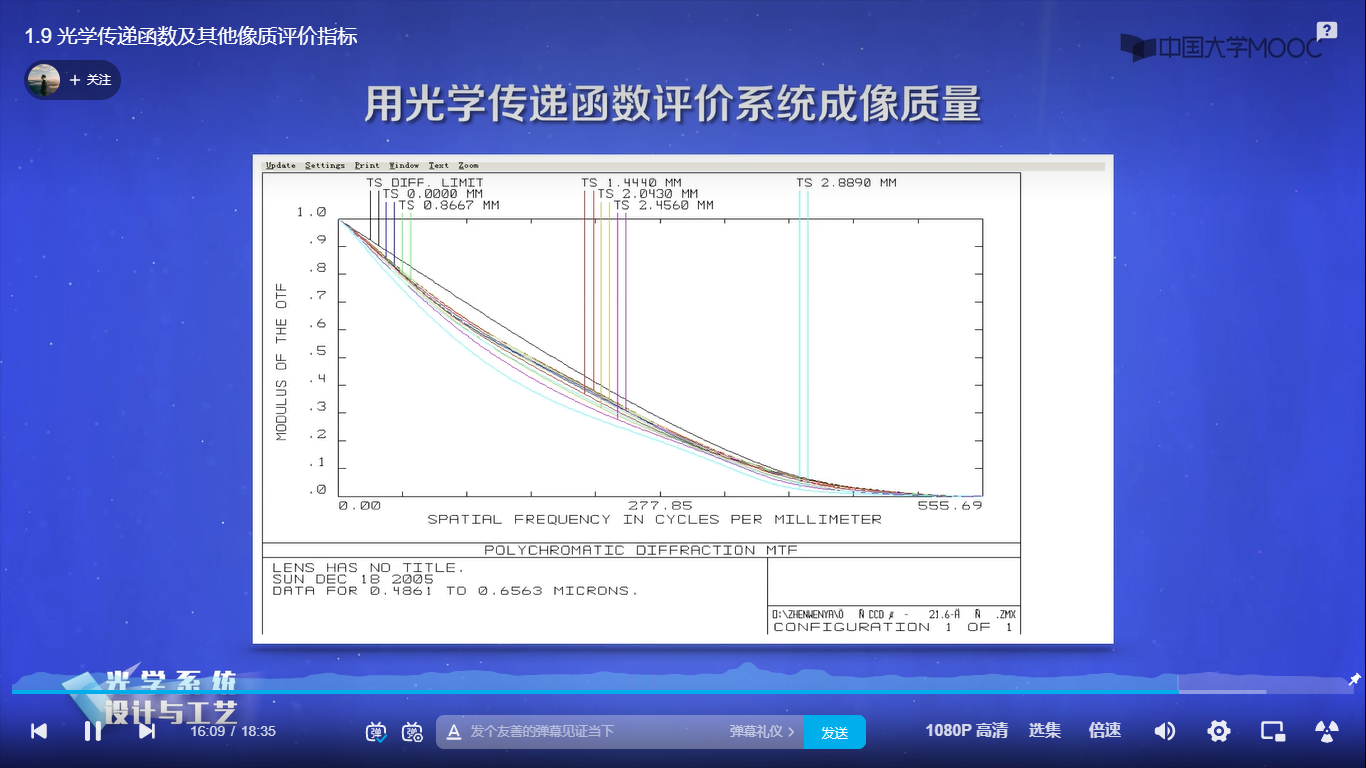 1.9 光学传递函数及其他像质评价指标
中国大学MOOC
+ 关注
用光学传递函数评价系统成像质量
Update Settings Print Window Text Zoom
TS DIFF. LIMIT
TS 0.0000 MM
TS 0.8667 MM
TS 1.4440 MM
TS 2.0430 MM
TS 2.4560 MM
TS 2.8890 MM
1.0
.9
.8
.7
.6
.5
.4
.3
.2
.1
.0
MODULUS OF THE OTF
0.00 277.85 555.69
SPATIAL FREQUENCY IN CYCLES PER MILLIMETER
POLYCHROMATIC DIFFRACTION MTF
LENS HAS NO TITLE.
SUN DEC 18 2005
DATA FOR 0.4861 TO 0.6563 MICRONS.
CCD - .ZMX
CONFIGURATION 1 OF 1
光学系统
设计与工艺
16:09 / 18:35
弹 弹
A 发个友善的弹幕见证当下 弹幕礼仪 > 发送
1080P 高清 选集 倍速